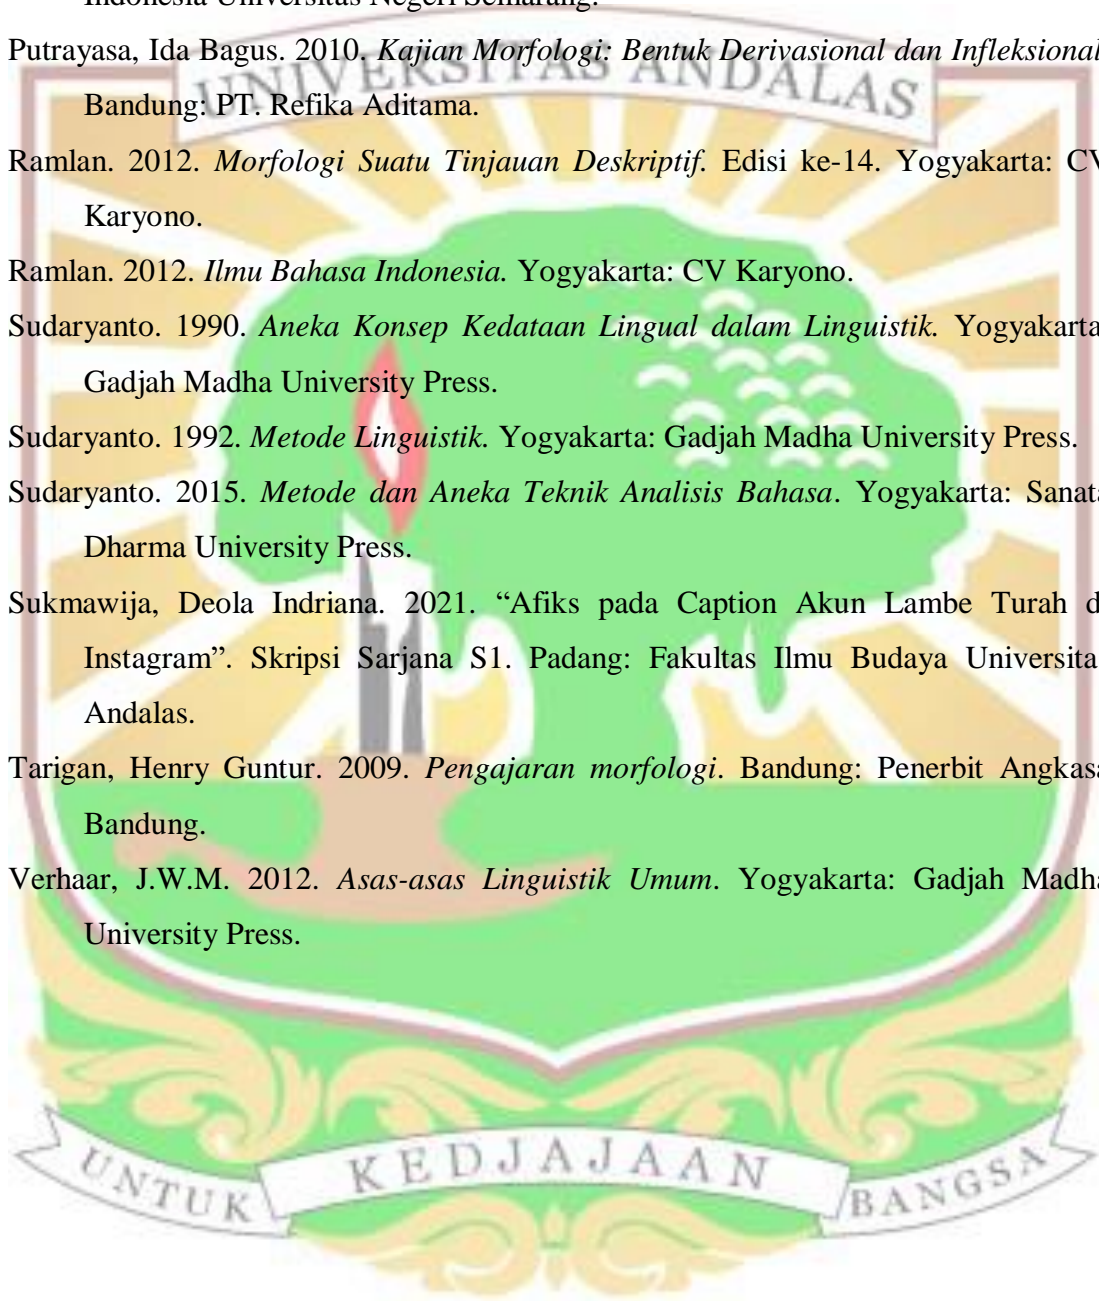 Indonesia Universitas Negeri Semarang.
Putrayasa, Ida Bagus. 2010. Kajian Morfologi: Bentuk Derivasional dan Infleksional
UNIVERSITAS ANDALAS
Bandung: PT. Refika Aditama.
Ramlan. 2012. Morfologi Suatu Tinjauan Deskriptif. Edisi ke-14. Yogyakarta: CV
Karyono.
Ramlan. 2012. Ilmu Bahasa Indonesia. Yogyakarta: CV Karyono.
Sudaryanto. 1990. Aneka Konsep Kedataan Lingual dalam Linguistik. Yogyakarta
Gadjah Madha University Press.
Sudaryanto. 1992. Metode Linguistik. Yogyakarta: Gadjah Madha University Press.
Sudaryanto. 2015. Metode dan Aneka Teknik Analisis Bahasa. Yogyakarta: Sanata
Dharma University Press.
Sukmawija, Deola Indriana. 2021. “Afiks pada Caption Akun Lambe Turah d
Instagram”. Skripsi Sarjana S1. Padang: Fakultas Ilmu Budaya Universita
Andalas.
Tarigan, Henry Guntur. 2009. Pengajaran morfologi. Bandung: Penerbit Angkasa
Bandung.
Verhaar, J.W.M. 2012. Asas-asas Linguistik Umum. Yogyakarta: Gadjah Madha
University Press.
UNTUK KEDJAJAAN BANGSA